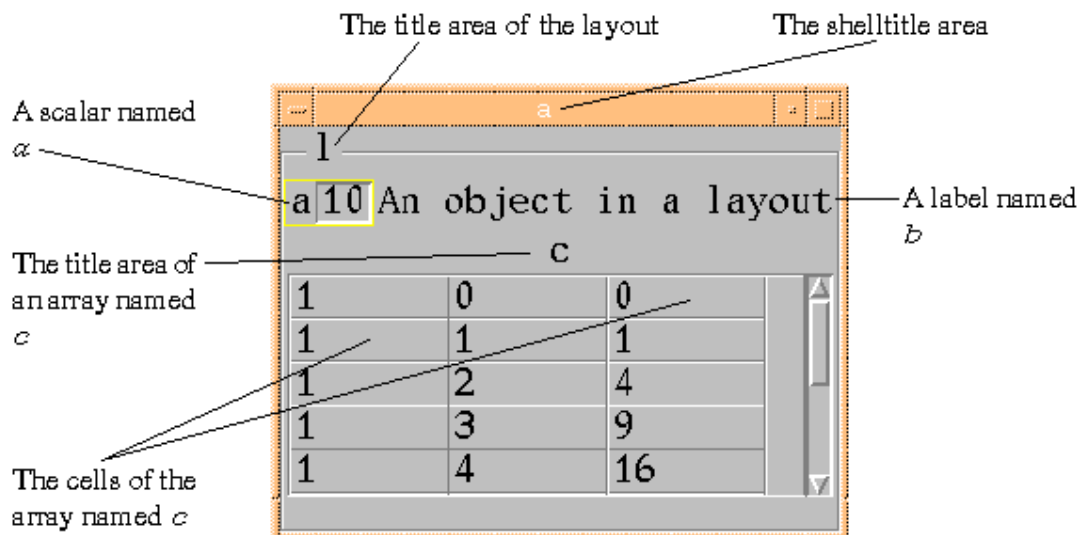 The title area of the layout
The shelltitle area
A scalar named
a
a
l
a 10 An object in a layout
A label named
b
The title area of
an array named
c
c
1 0 0
1 1 1
1 2 4
1 3 9
1 4 16
The cells of the
array named c